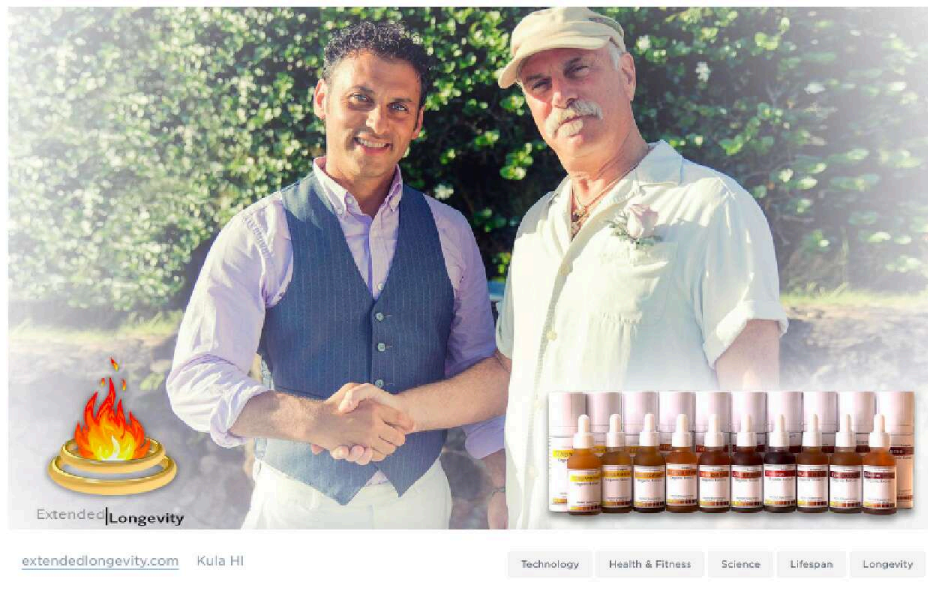 Extended|Longevity
extendedlongevity.com Kula HI
Technology Health & Fitness Science Lifespan Longevity